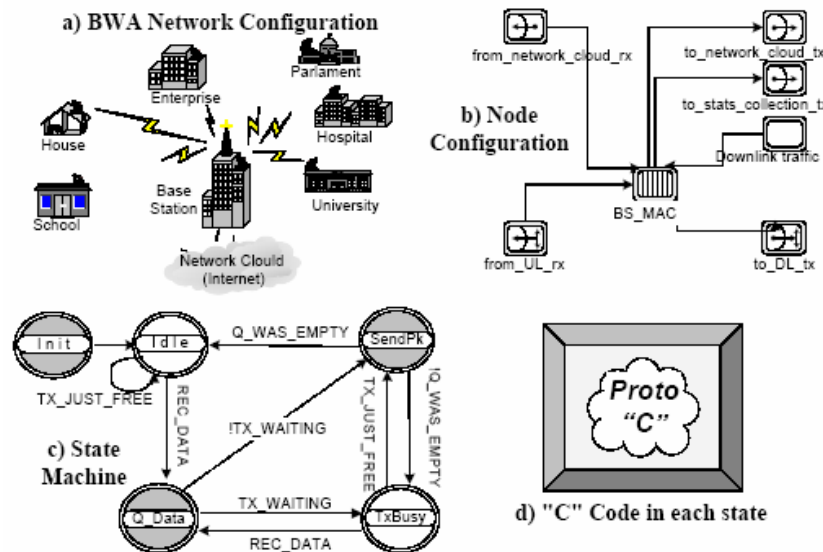 a) BWA Network Configuration
Parlament
Enterprise
House
Hospital
Base
Station
School
University
Network Clould
(Internet)
from_network_cloud_rx
to_network_cloud_tx
to_stats_collection_tx
b) Node
Configuration
Downlink traffic
BS_MAC
from_UL_rx
to_DL_tx
Init
Idle
Q_WAS_EMPTY
SendPk
TX_JUST_FREE
REC_DATA
!TX_WAITING
TX_JUST_FREE
!Q_WAS_EMPTY
c) State
Machine
Q_Data
TX_WAITING
TxBusy
REC_DATA
Proto
"C"
d) "C" Code in each state